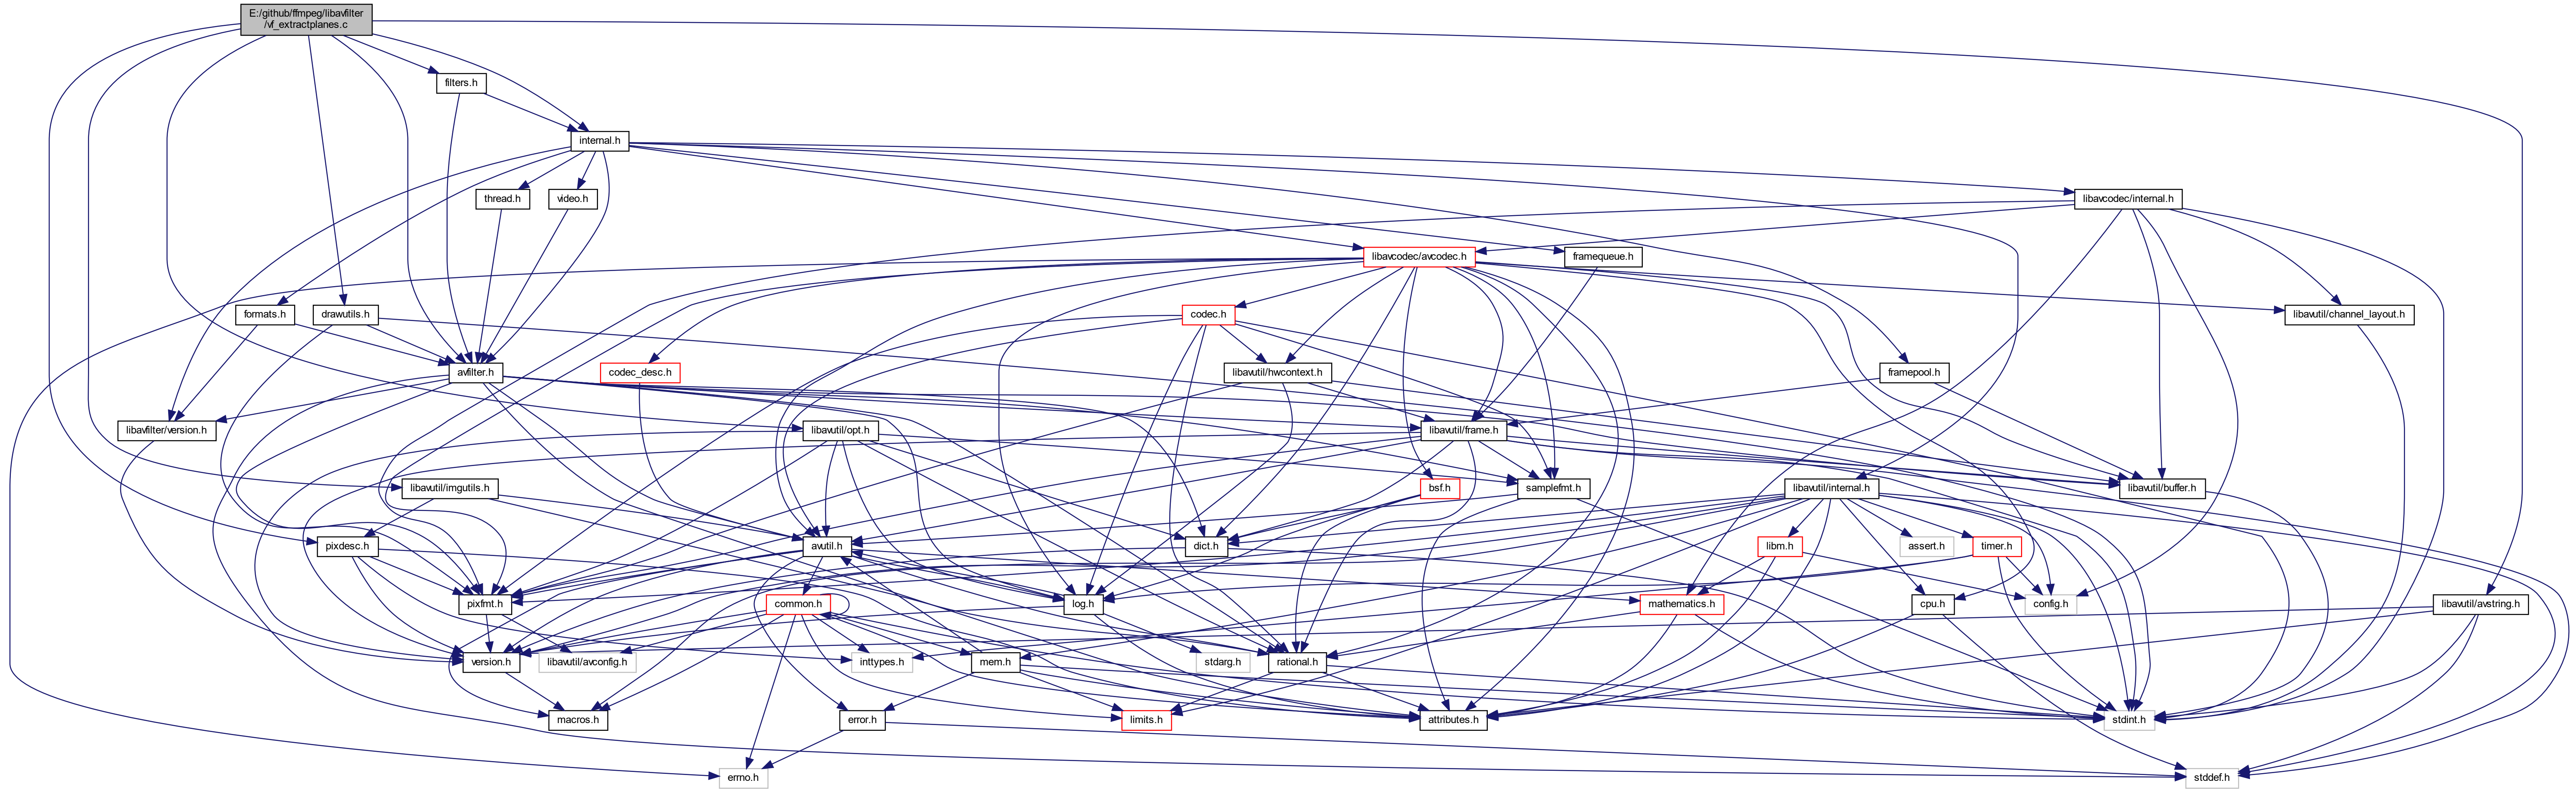 E:/github/ffmpeg/libavfilter
/vf_extractplanes.c
filters.h
internal.h
thread.h
video.h
libavcodec/internal.h
libavcodec/avcodec.h
framequeue.h
formats.h
drawutils.h
codec.h
libavutil/channel_layout.h
avfilter.h
codec_desc.h
libavutil/hwcontext.h
framepool.h
libavfilter/version.h
libavutil/opt.h
libavutil/frame.h
libavutil/imgutils.h
bsf.h
samplefmt.h
libavutil/internal.h
libavutil/buffer.h
pixdesc.h
avutil.h
dict.h
libm.h
assert.h
timer.h
pixfmt.h
common.h
log.h
mathematics.h
cpu.h
config.h
libavutil/avstring.h
version.h
libavutil/avconfig.h
inttypes.h
mem.h
stdarg.h
rational.h
macros.h
error.h
limits.h
attributes.h
stdint.h
errno.h
stddef.h